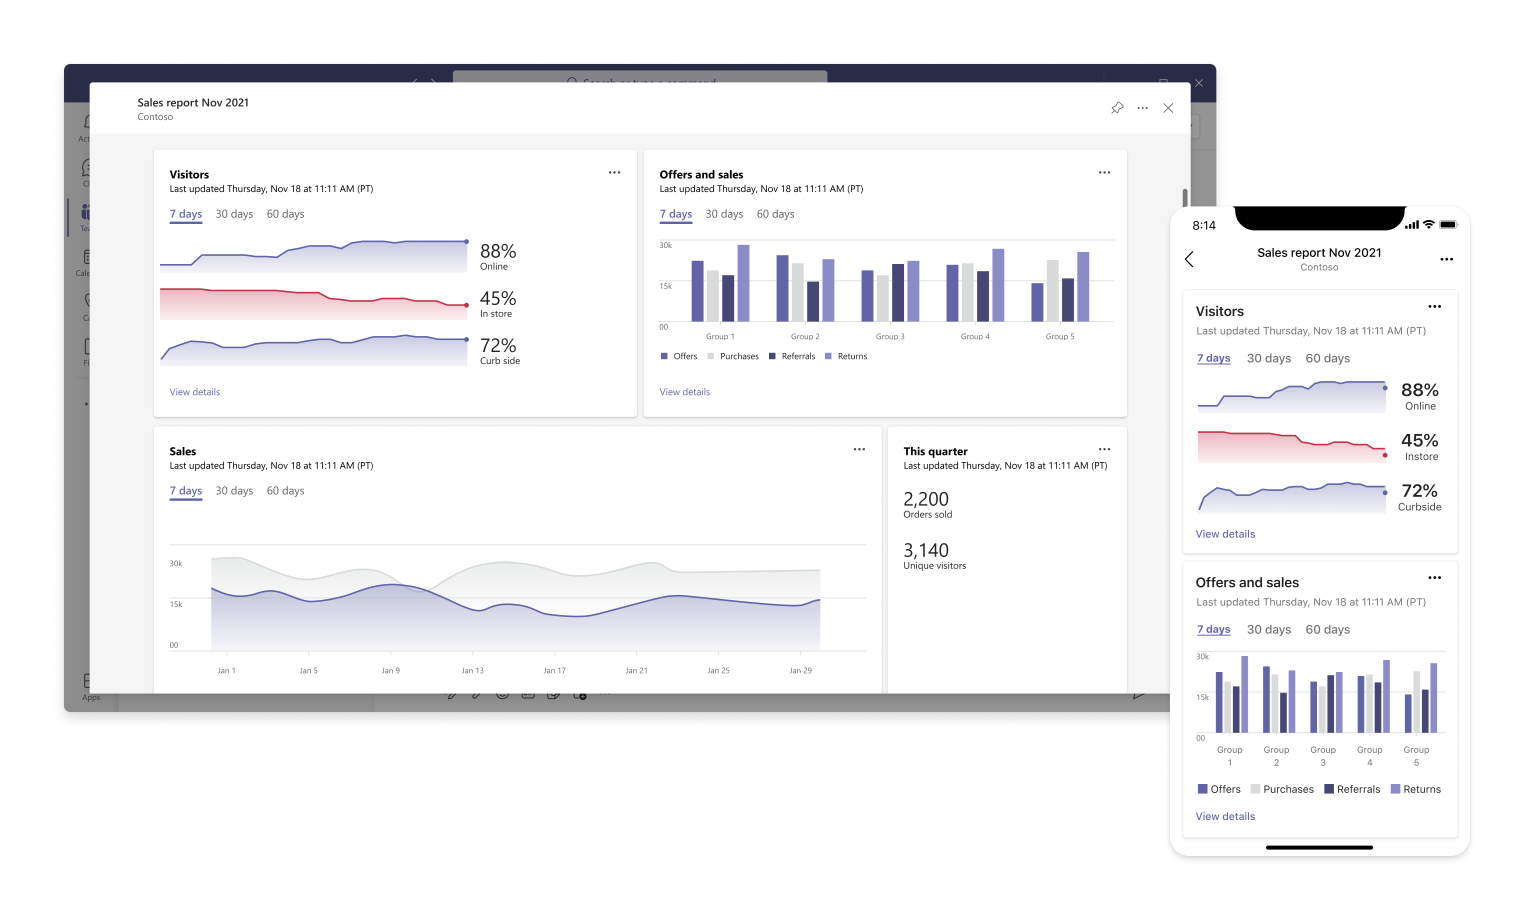 Sales report Nov 2021
Contoso
Visitors
Last updated Thursday, Nov 18 at 11:11 AM (PT)
7 days 30 days 60 days
88%
Online
45%
In store
72%
Curb side
View details
Offers and sales
Last updated Thursday, Nov 18 at 11:11 AM (PT)
7 days 30 days 60 days
30k
15k
00
Group 1 Group 2 Group 3 Group 4 Group 5
Offers Purchases Referrals Returns
View details
Sales
Last updated Thursday, Nov 18 at 11:11 AM (PT)
7 days 30 days 60 days
30k
15k
00
Jan 1 Jan 5 Jan 9 Jan 13 Jan 17 Jan 21 Jan 25 Jan 29
This quarter
Last updated Thursday, Nov 18 at 11:11 AM (PT)
2,200
Orders sold
3,140
Unique visitors
Apps
8:14
Sales report Nov 2021
Contoso
Visitors
Last updated Thursday, Nov 18 at 11:11 AM (PT)
7 days 30 days 60 days
88%
Online
45%
Instore
72%
Curbside
View details
Offers and sales
Last updated Thursday, Nov 18 at 11:11 AM (PT)
7 days 30 days 60 days
30k
15k
00
Group Group Group Group Group
1 2 3 4 5
Offers Purchases Referrals Returns
View details